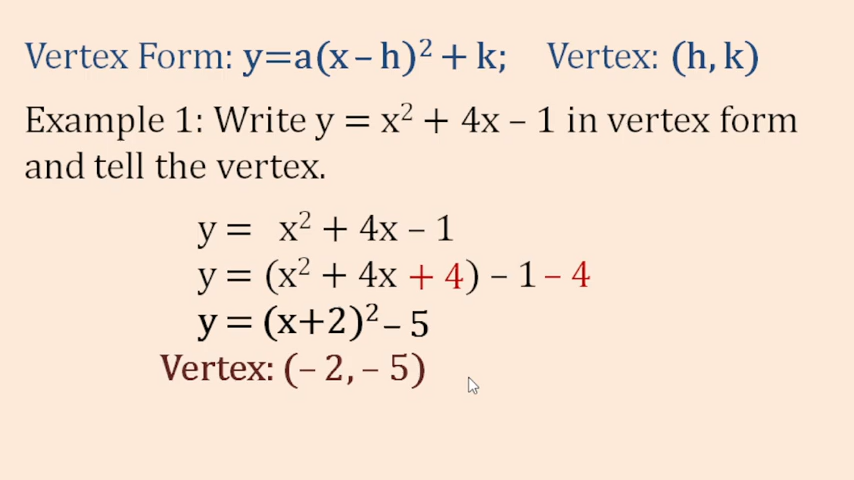 Vertex Form: y=a(x – h)² + k;    Vertex: (h, k)
Example 1: Write y = x² + 4x – 1 in vertex form
and tell the vertex.
y =   x² + 4x – 1
y = (x² + 4x + 4) – 1 – 4
y = (x+2)² – 5
Vertex: (– 2, – 5)